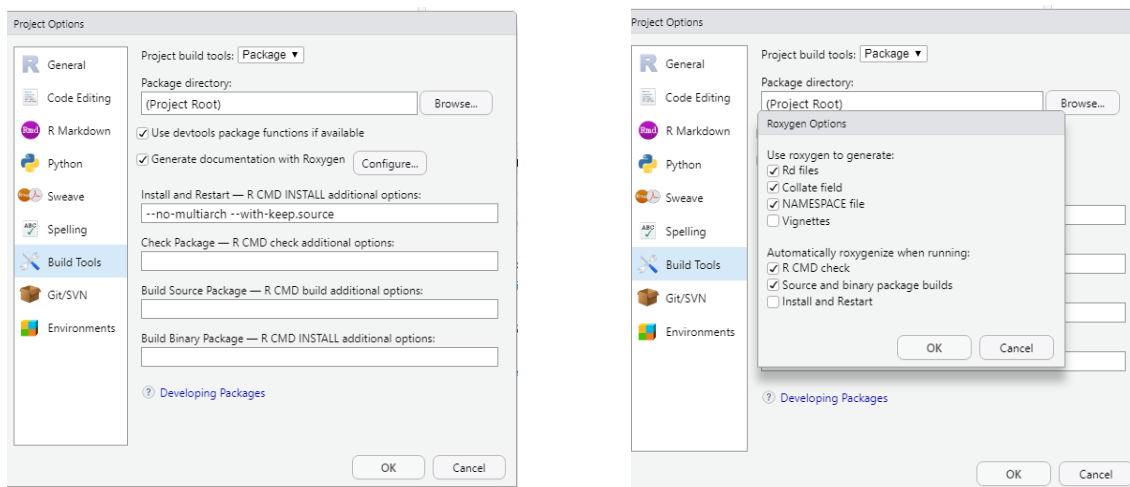 Project Options
General
Code Editing
Rmd R Markdown
Python
Sweave
ABC Spelling
Build Tools
Git/SVN
Environments
Project build tools: Package ▼
Package directory:
(Project Root) Browse...
Use devtools package functions if available
Generate documentation with Roxygen Configure...
Install and Restart — R CMD INSTALL additional options:
--no-multiarch --with-keep.source
Check Package — R CMD check additional options:
Build Source Package — R CMD build additional options:
Build Binary Package — R CMD INSTALL additional options:
? Developing Packages
OK Cancel
Project Options
General
Code Editing
Rmd R Markdown
Python
Sweave
ABC Spelling
Build Tools
Git/SVN
Environments
Project build tools: Package ▼
Package directory:
(Project Root) Browse...
Roxygen Options
Use roxygen to generate:
Rd files
Collate field
NAMESPACE file
Vignettes
Automatically roxygenize when running:
R CMD check
Source and binary package builds
Install and Restart
OK Cancel
? Developing Packages
OK Cancel